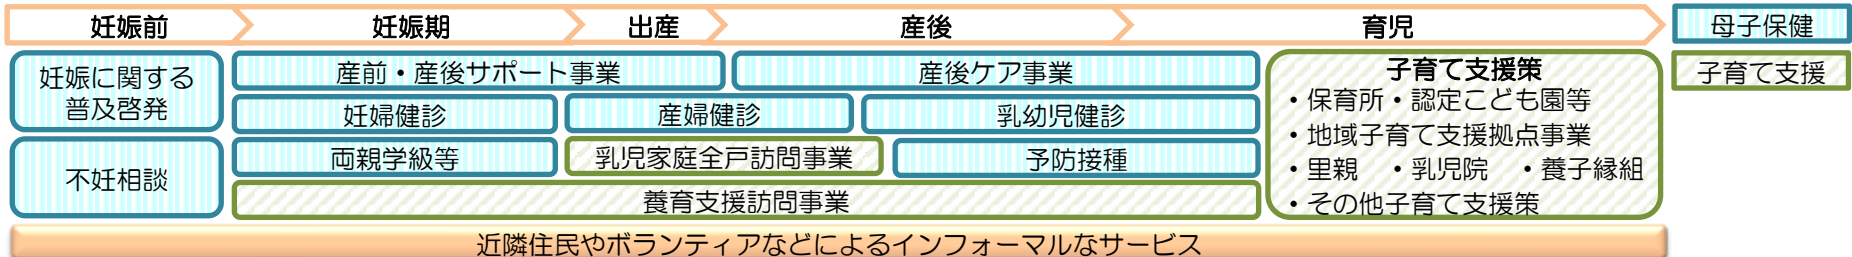 妊娠前
妊娠期
出産
産後
育児
母子保健
子育て支援
妊娠に関する
普及啓発
不妊相談
産前・産後サポート事業
産後ケア事業
妊婦健診
産婦健診
乳幼児健診
両親学級等
乳児家庭全戸訪問事業
予防接種
養育支援訪問事業
子育て支援策
・保育所・認定こども園等
・地域子育て支援拠点事業
・里親 ・乳児院 ・養子縁組
・その他子育て支援策
近隣住民やボランティアなどによるインフォーマルなサービス